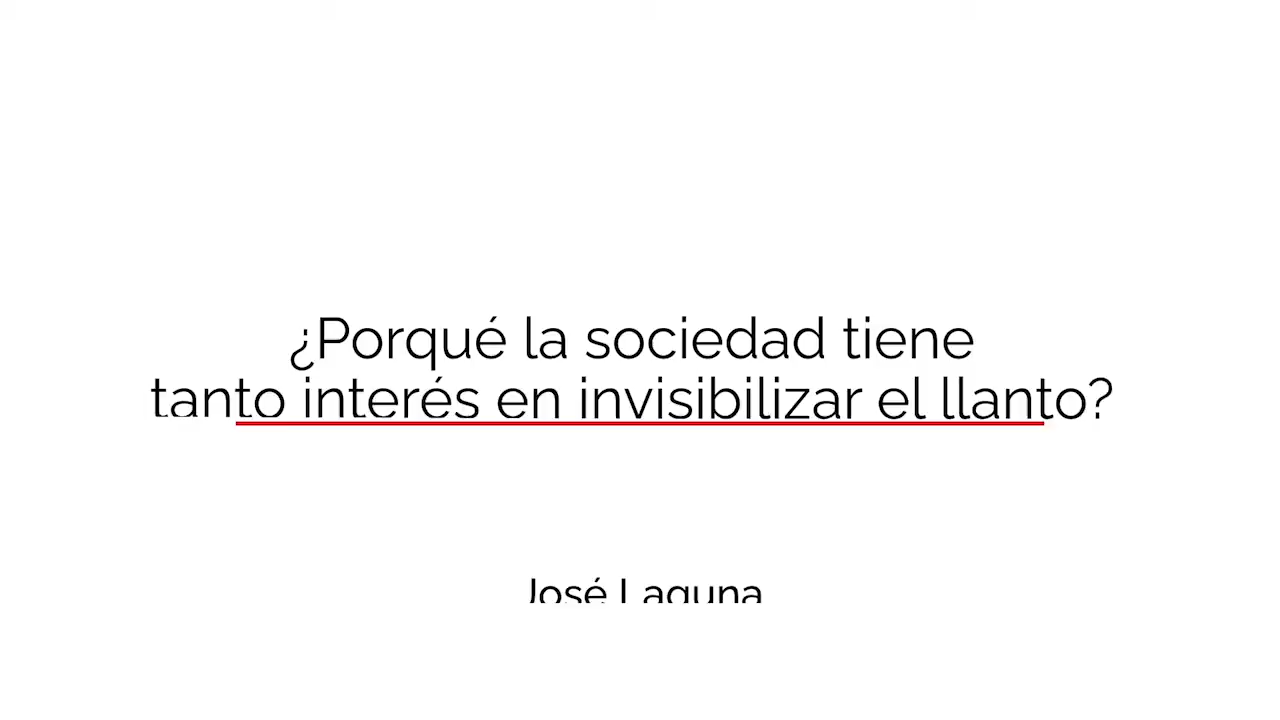 ¿Porqué la sociedad tiene
tanto interés en invisibilizar el llanto?
José Laguna